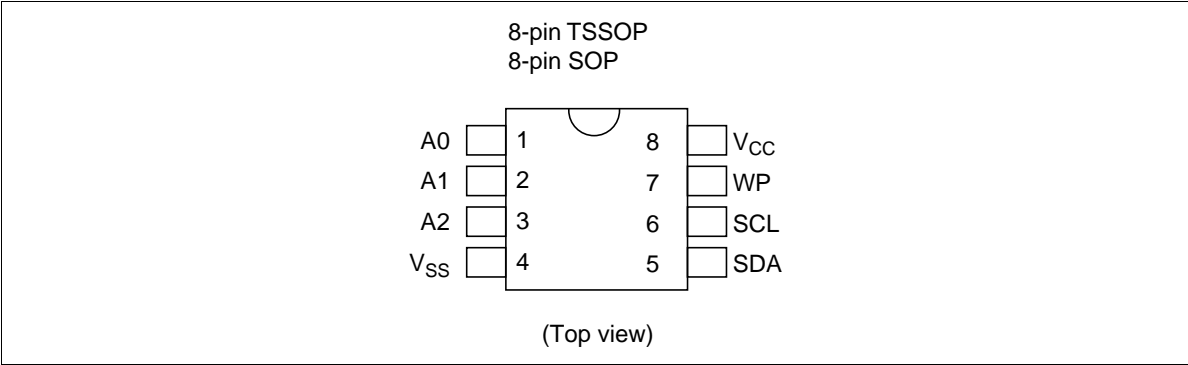 8-pin TSSOP
8-pin SOP
A0 1 8 VCC
A1 2 7 WP
A2 3 6 SCL
VSS 4 5 SDA
(Top view)